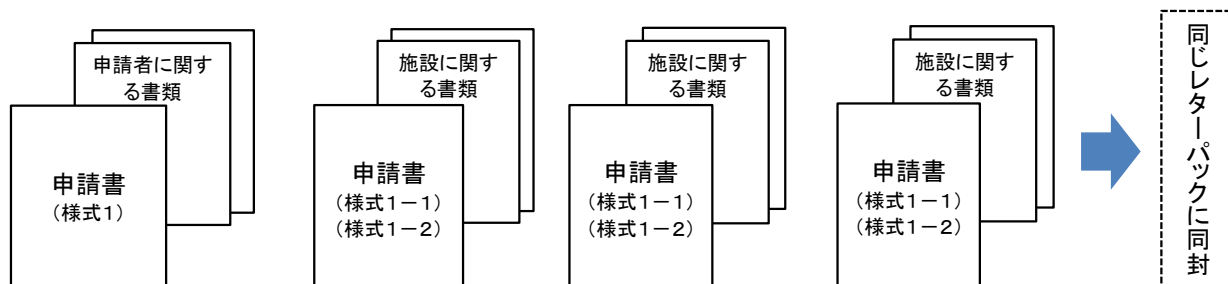 申請者に関す
る書類
申請書
（様式1）
施設に関す
る書類
申請書
（様式１－１）
（様式１－２）
施設に関す
る書類
申請書
（様式１－１）
（様式１－２）
施設に関す
る書類
申請書
（様式１－１）
（様式１－２）
同じレターパックに同封